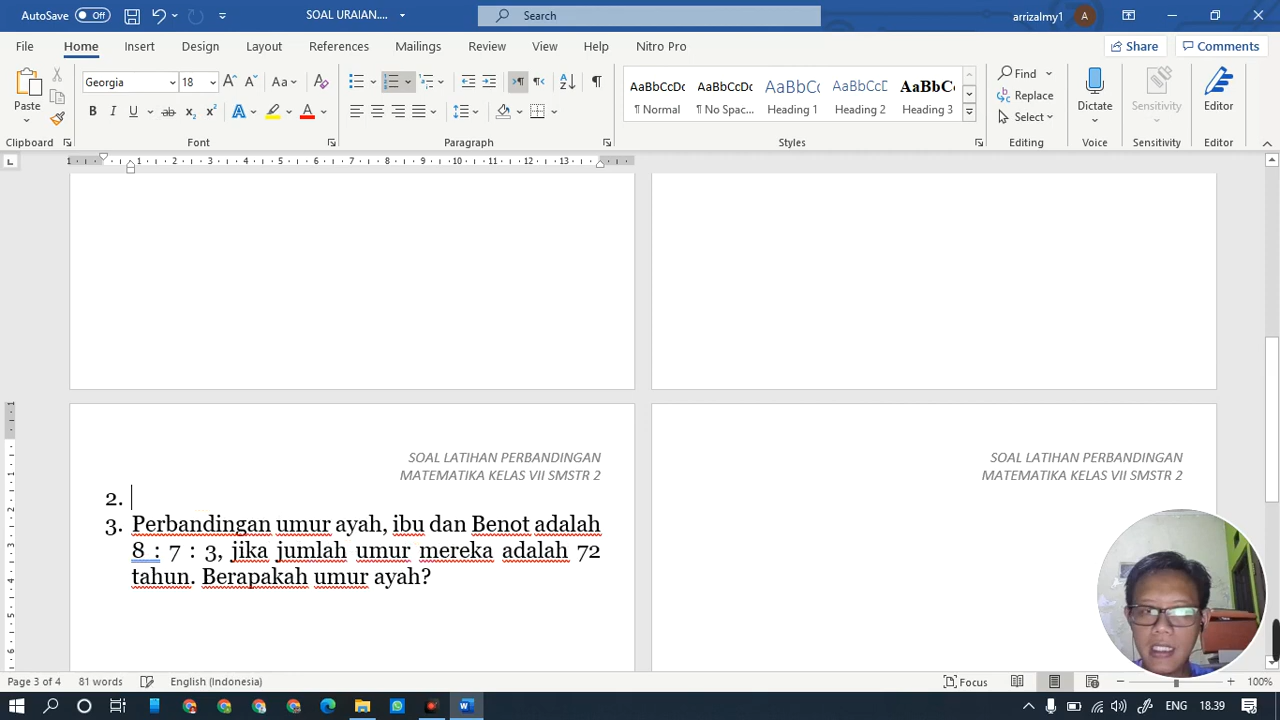 AutoSave Off SOAL URAIAN.... Search arrizalmy1 A
File Home Insert Design Layout References Mailings Review View Help Nitro Pro Share Comments
Paste Georgia 18 Aa AaBbCcDc AaBbCcDc AaBbCc AaBbCcD AaBbC Find
Replace
Select
Dictate Sensitivity Editor
¶ Normal ¶ No Spac... Heading 1 Heading 2 Heading 3
Clipboard Font Paragraph Styles Editing Voice Sensitivity Editor
SOAL LATIHAN PERBANDINGAN
MATEMATIKA KELAS VII SMSTR 2
2.
3. Perbandingan umur ayah, ibu dan Benot adalah
8 : 7 : 3, jika jumlah umur mereka adalah 72
tahun. Berapakah umur ayah?
SOAL LATIHAN PERBANDINGAN
MATEMATIKA KELAS VII SMSTR 2
Page 3 of 4 81 words English (Indonesia) Focus 100%
ENG 18.39